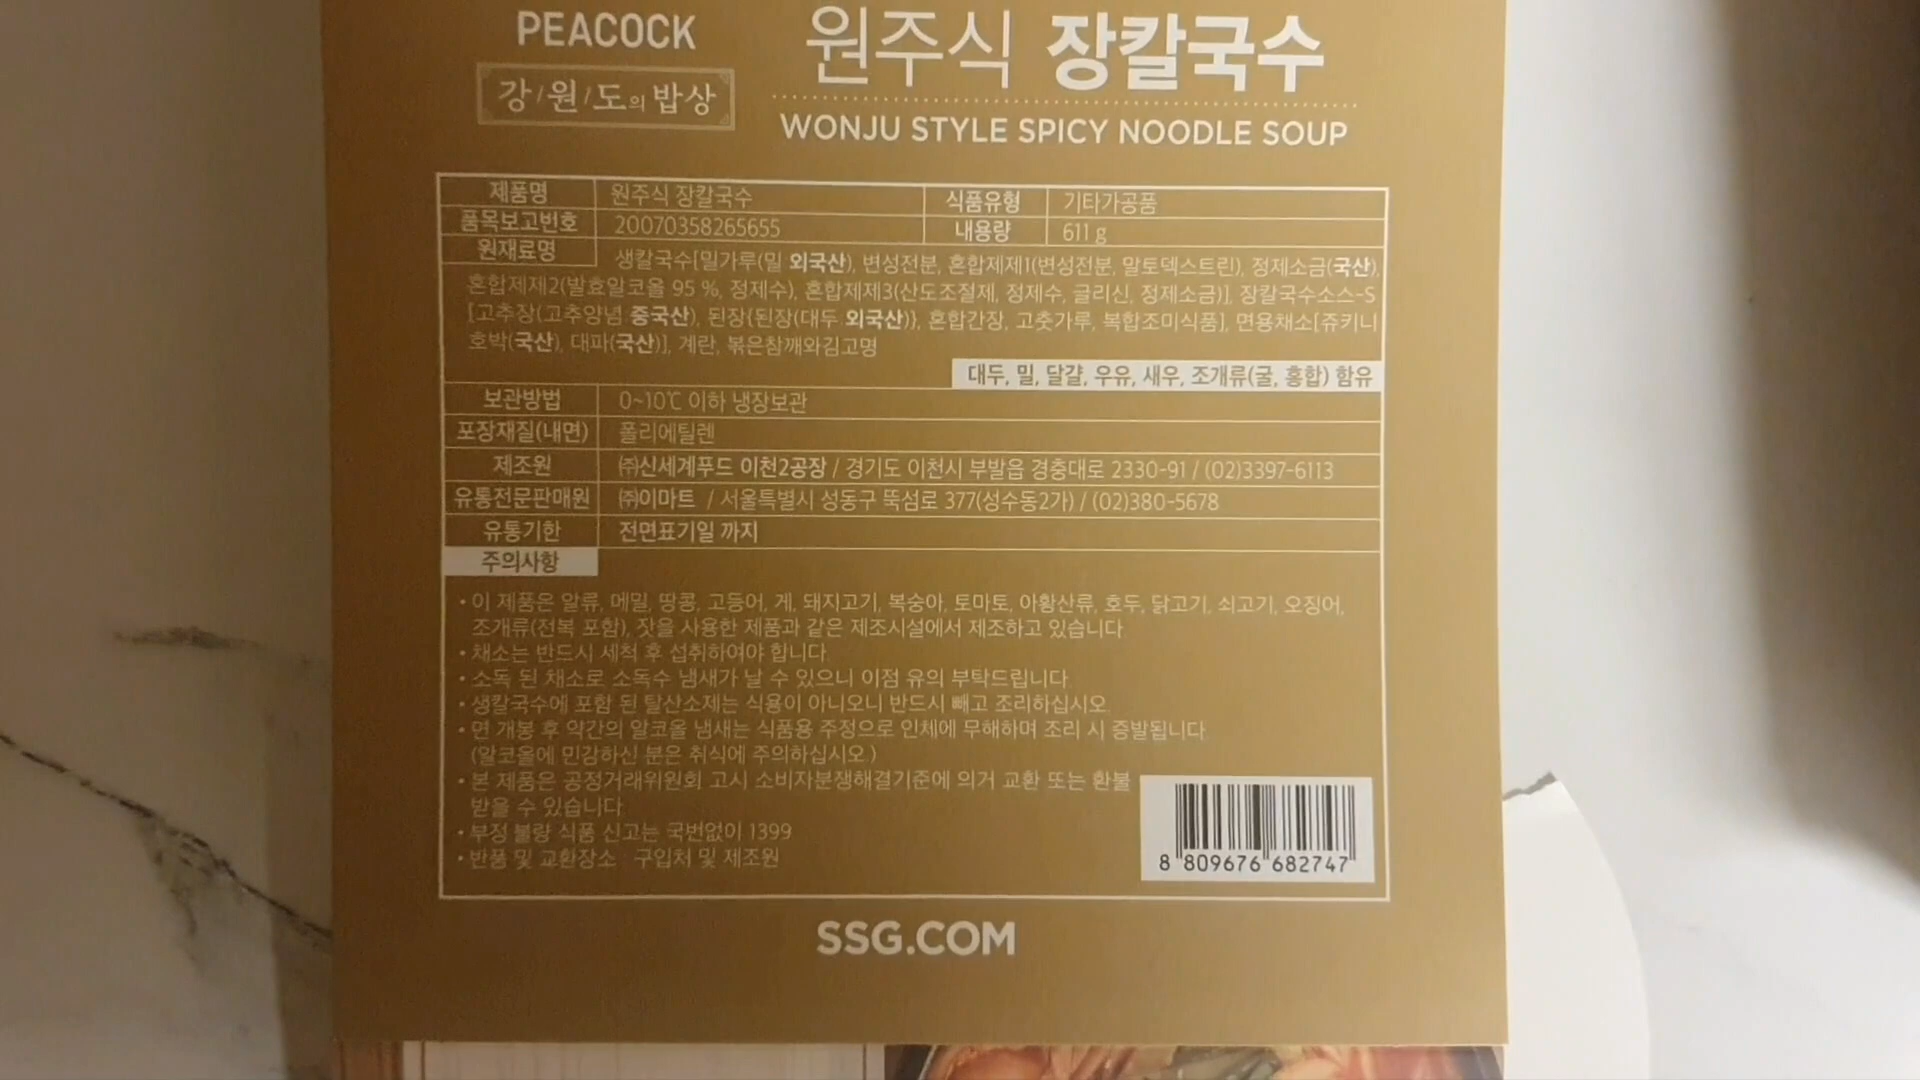 PEACOCK
강/원/도의 밥상
원주식 장칼국수
WONJU STYLE SPICY NOODLE SOUP
제품명 원주식 장칼국수 식품유형 기타가공품
품목보고번호 20070358265655 내용량 611 g
원재료명 생칼국수[밀가루(밀 외국산), 변성전분, 혼합제제1(변성전분, 말토덱스트린), 정제소금(국산),
혼합제제2(발효알코올 95 %, 정제수), 혼합제제3(산도조절제, 정제수, 글리신, 정제소금)], 장칼국수소스-S
[고추장(고추양념 중국산), 된장{된장(대두 외국산)}, 혼합간장, 고춧가루, 복합조미식품], 면용채소[쥬키니
호박(국산), 대파(국산)], 계란, 볶은참깨와김고명
대두, 밀, 달걀, 우유, 새우, 조개류(굴, 홍합) 함유
보관방법 0~10℃ 이하 냉장보관
포장재질(내면) 폴리에틸렌
제조원 ㈜신세계푸드 이천2공장 / 경기도 이천시 부발읍 경충대로 2330-91 / (02)3397-6113
유통전문판매원 ㈜이마트 / 서울특별시 성동구 뚝섬로 377(성수동2가) / (02)380-5678
유통기한 전면표기일 까지
주의사항
• 이 제품은 알류, 메밀, 땅콩, 고등어, 게, 돼지고기, 복숭아, 토마토, 아황산류, 호두, 닭고기, 쇠고기, 오징어,
조개류(전복 포함), 잣을 사용한 제품과 같은 제조시설에서 제조하고 있습니다.
• 채소는 반드시 세척 후 섭취하여야 합니다.
• 소독 된 채소로 소독수 냄새가 날 수 있으니 이점 유의 부탁드립니다.
• 생칼국수에 포함 된 탈산소제는 식용이 아니오니 반드시 빼고 조리하십시오.
• 면 개봉 후 약간의 알코올 냄새는 식품용 주정으로 인체에 무해하며 조리 시 증발됩니다.
(알코올에 민감하신 분은 취식에 주의하십시오.)
• 본 제품은 공정거래위원회 고시 소비자분쟁해결기준에 의거 교환 또는 환불
받을 수 있습니다.
• 부정 불량 식품 신고는 국번없이 1399
• 반품 및 교환장소 : 구입처 및 제조원
8 809676 682747
SSG.COM